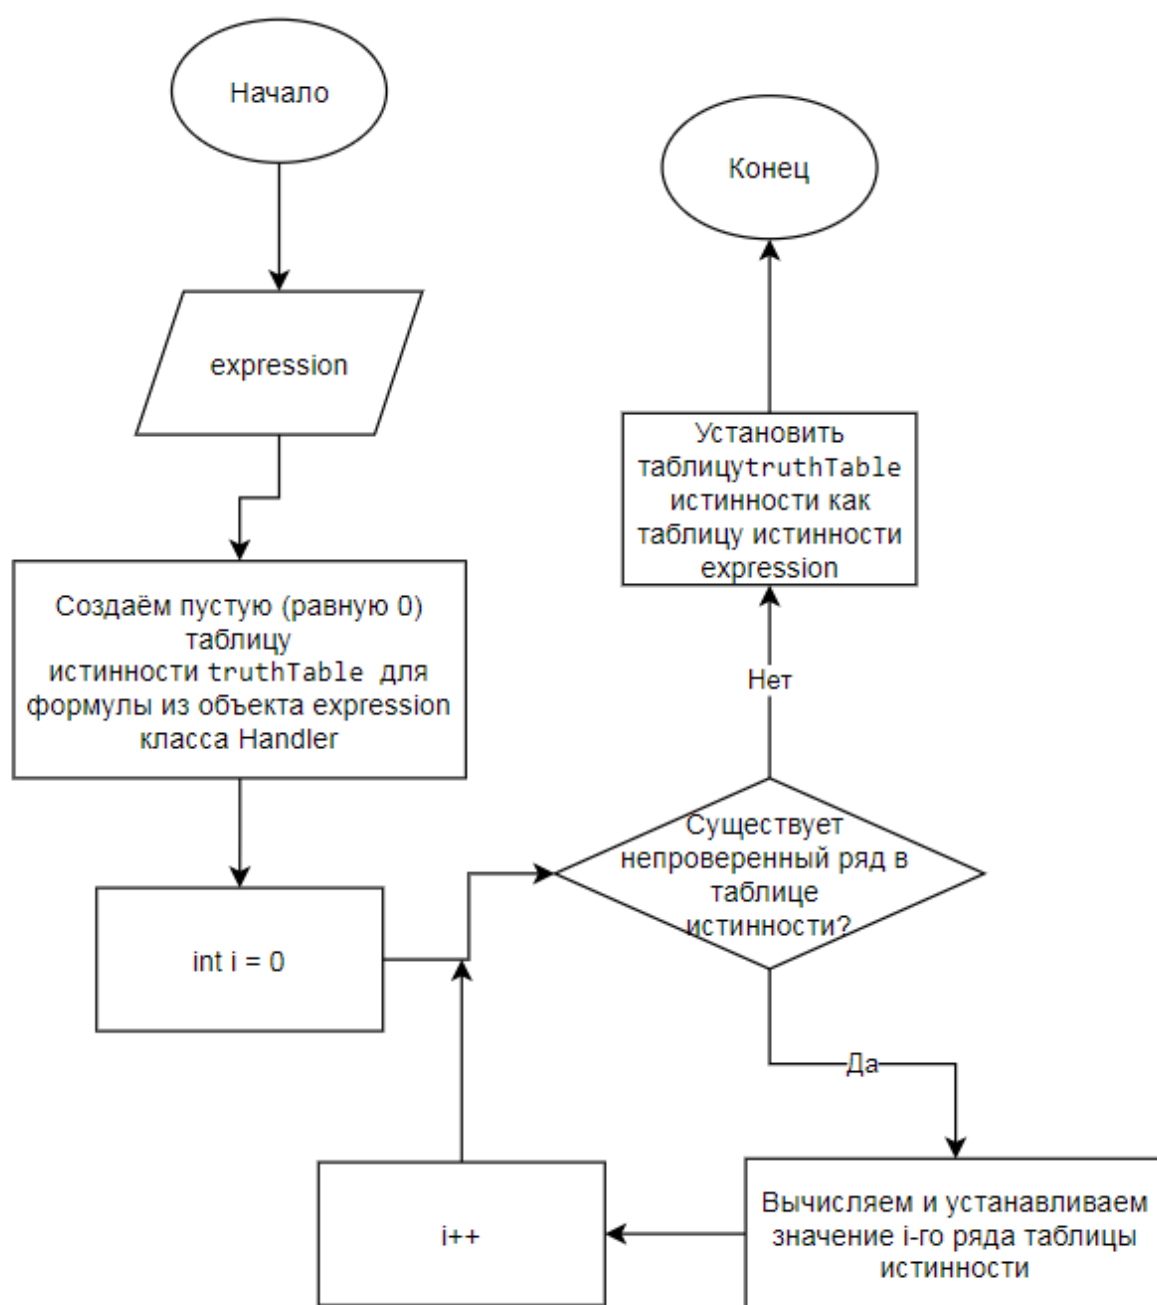 Начало
expression
Создаём пустую (равную 0)
таблицу
истинности truthTable для
формулы из объекта expression
класса Handler
int i = 0
Существует
непроверенный ряд в
таблице
истинности?
Да
Вычисляем и устанавливаем
значение i-го ряда таблицы
истинности
i++
Нет
Установить
таблицуtruthTable
истинности как
таблицу истинности
expression
Конец